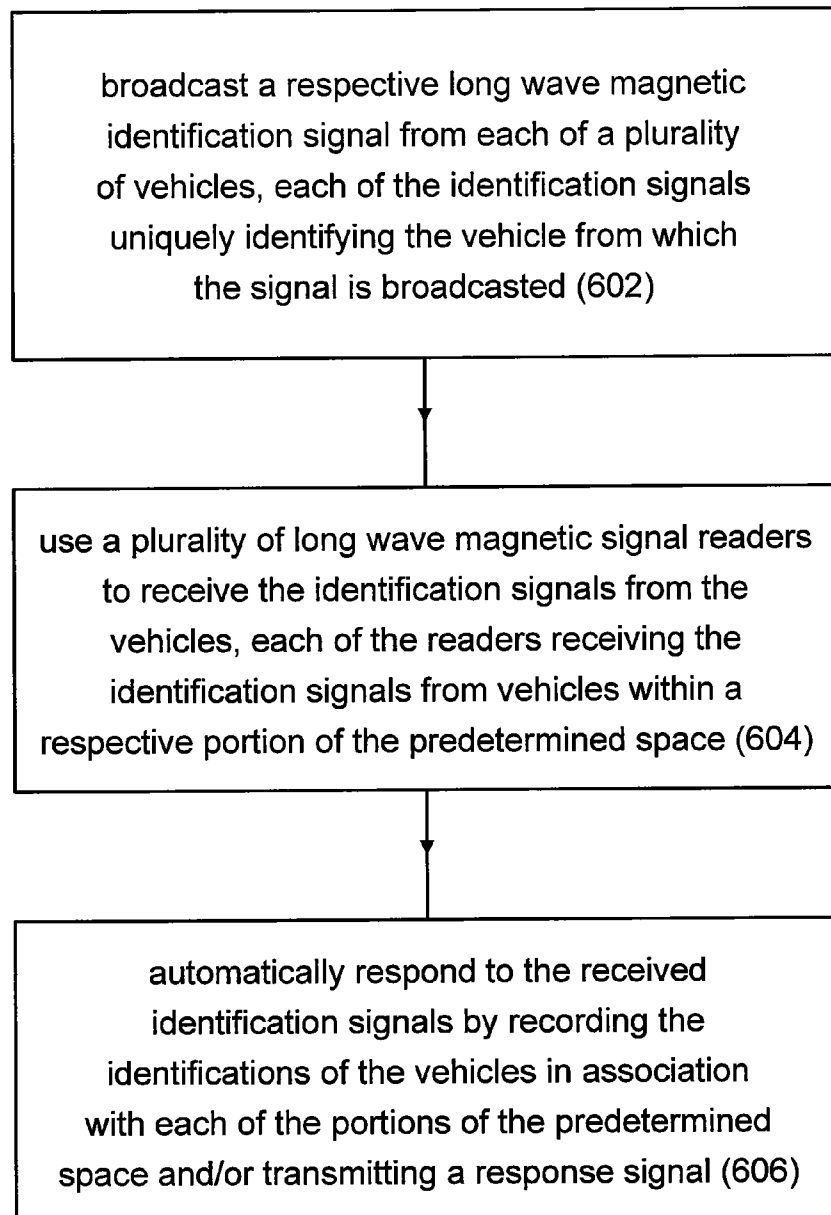 broadcast a respective long wave magnetic
identification signal from each of a plurality
of vehicles, each of the identification signals
uniquely identifying the vehicle from which
the signal is broadcasted (602)
use a plurality of long wave magnetic signal readers
to receive the identification signals from the
vehicles, each of the readers receiving the
identification signals from vehicles within a
respective portion of the predetermined space (604)
automatically respond to the received
identification signals by recording the
identifications of the vehicles in association
with each of the portions of the predetermined
space and/or transmitting a response signal (606)